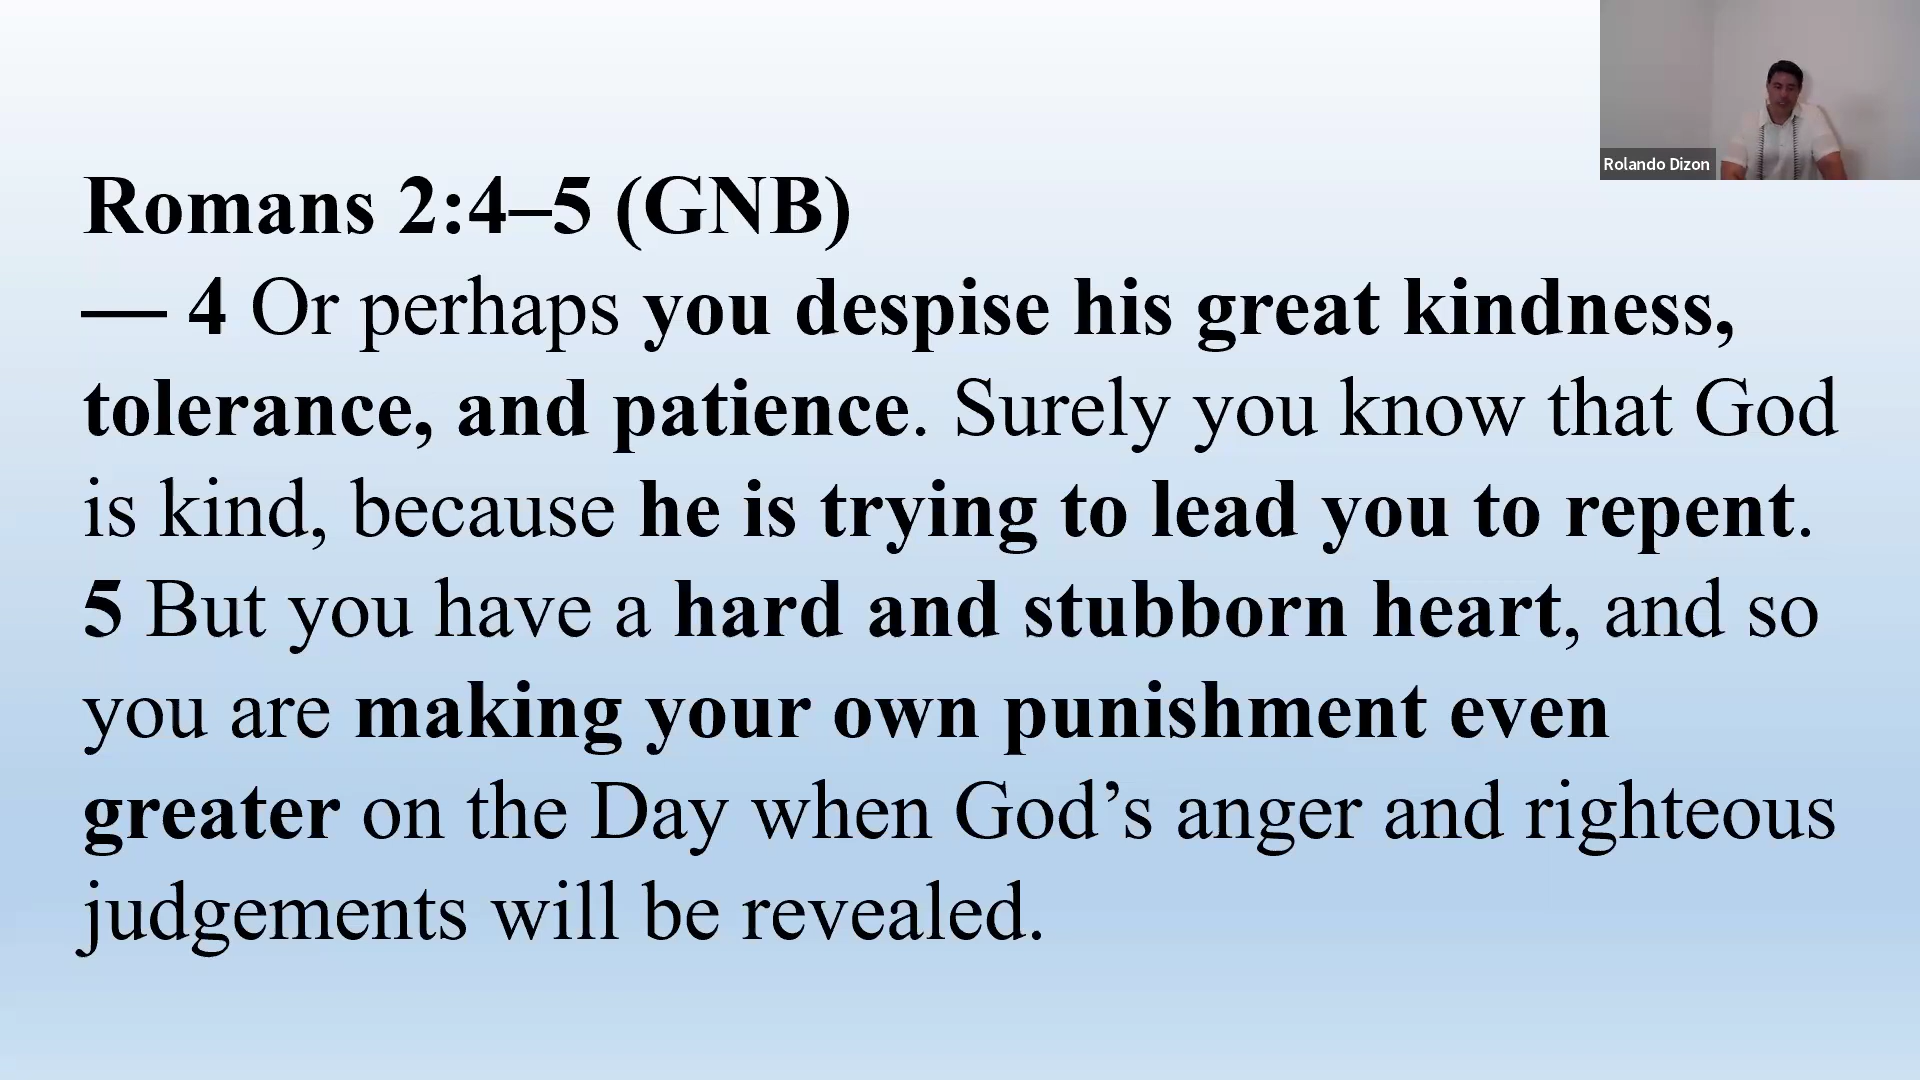 Rolando Dizon
Romans 2:4–5 (GNB)
— 4 Or perhaps you despise his great kindness,
tolerance, and patience. Surely you know that God
is kind, because he is trying to lead you to repent.
5 But you have a hard and stubborn heart, and so
you are making your own punishment even
greater on the Day when God’s anger and righteous
judgements will be revealed.